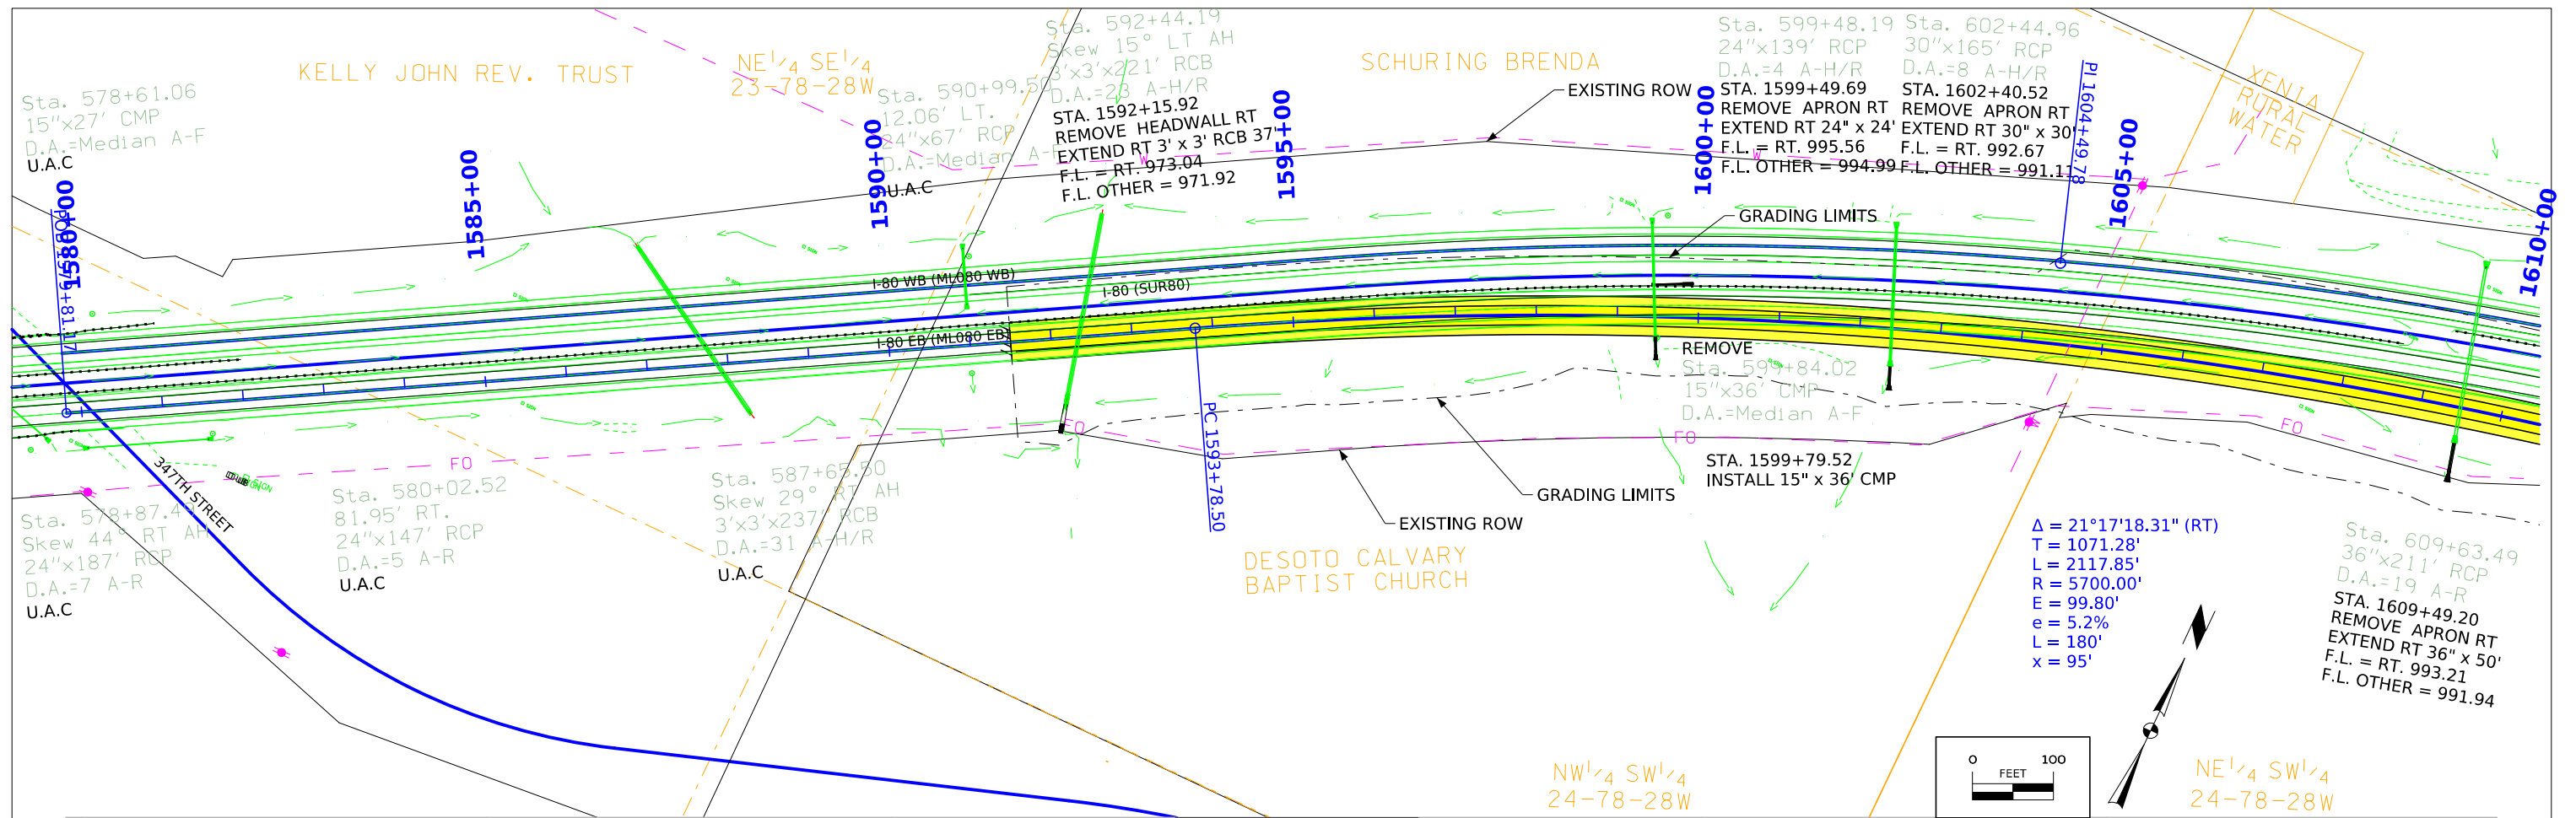 KELLY JOHN REV. TRUST
NE1/4 SE1/4
23-78-28W
SCHURING BRENDA
XENIA
RURAL
WATER
Sta. 578+61.06
15"x27' CMP
D.A.=Median A-F
U.A.C
Sta. 590+99.50
12.06' LT.
24"x67' RCP
D.A.=Median A-F
U.A.C
Sta. 592+44.19
Skew 15° LT AH
3'x3'x221' RCB
D.A.=23 A-H/R
STA. 1592+15.92
REMOVE HEADWALL RT
EXTEND RT 3' x 3' RCB 37'
F.L. = RT. 973.04
F.L. OTHER = 971.92
EXISTING ROW
Sta. 599+48.19
24"x139' RCP
D.A.=4 A-H/R
STA. 1599+49.69
REMOVE APRON RT
EXTEND RT 24" x 24'
F.L. = RT. 995.56
F.L. OTHER = 994.99
Sta. 602+44.96
30"x165' RCP
D.A.=8 A-H/R
STA. 1602+40.52
REMOVE APRON RT
EXTEND RT 30" x 30'
F.L. = RT. 992.67
F.L. OTHER = 991.11
PI 1604+49.78
1580+00
POB 1579+81.17
1585+00
1590+00
1595+00
1600+00
1605+00
1610+00
W
W
GRADING LIMITS
I-80 WB (ML080 WB)
I-80 (SUR80)
I-80 EB (ML080 EB)
REMOVE
Sta. 599+84.02
15"x36' CMP
D.A.=Median A-F
PC 1593+78.50
FO
FO
FO
FO
347TH STREET
STA. 1599+79.52
INSTALL 15" x 36' CMP
GRADING LIMITS
EXISTING ROW
Sta. 578+87.49
Skew 44° RT AH
24"x187' RCP
D.A.=7 A-R
U.A.C
Sta. 580+02.52
81.95' RT.
24"x147' RCP
D.A.=5 A-R
U.A.C
Sta. 587+65.50
Skew 29° RT AH
3'x3'x237' RCB
D.A.=31 A-H/R
U.A.C
DESOTO CALVARY
BAPTIST CHURCH
Δ = 21°17'18.31" (RT)
T = 1071.28'
L = 2117.85'
R = 5700.00'
E = 99.80'
e = 5.2%
L = 180'
x = 95'
Sta. 609+63.49
36"x211' RCP
D.A.=19 A-R
STA. 1609+49.20
REMOVE APRON RT
EXTEND RT 36" x 50'
F.L. = RT. 993.21
F.L. OTHER = 991.94
NW1/4 SW1/4
24-78-28W
0 100
FEET
NE1/4 SW1/4
24-78-28W